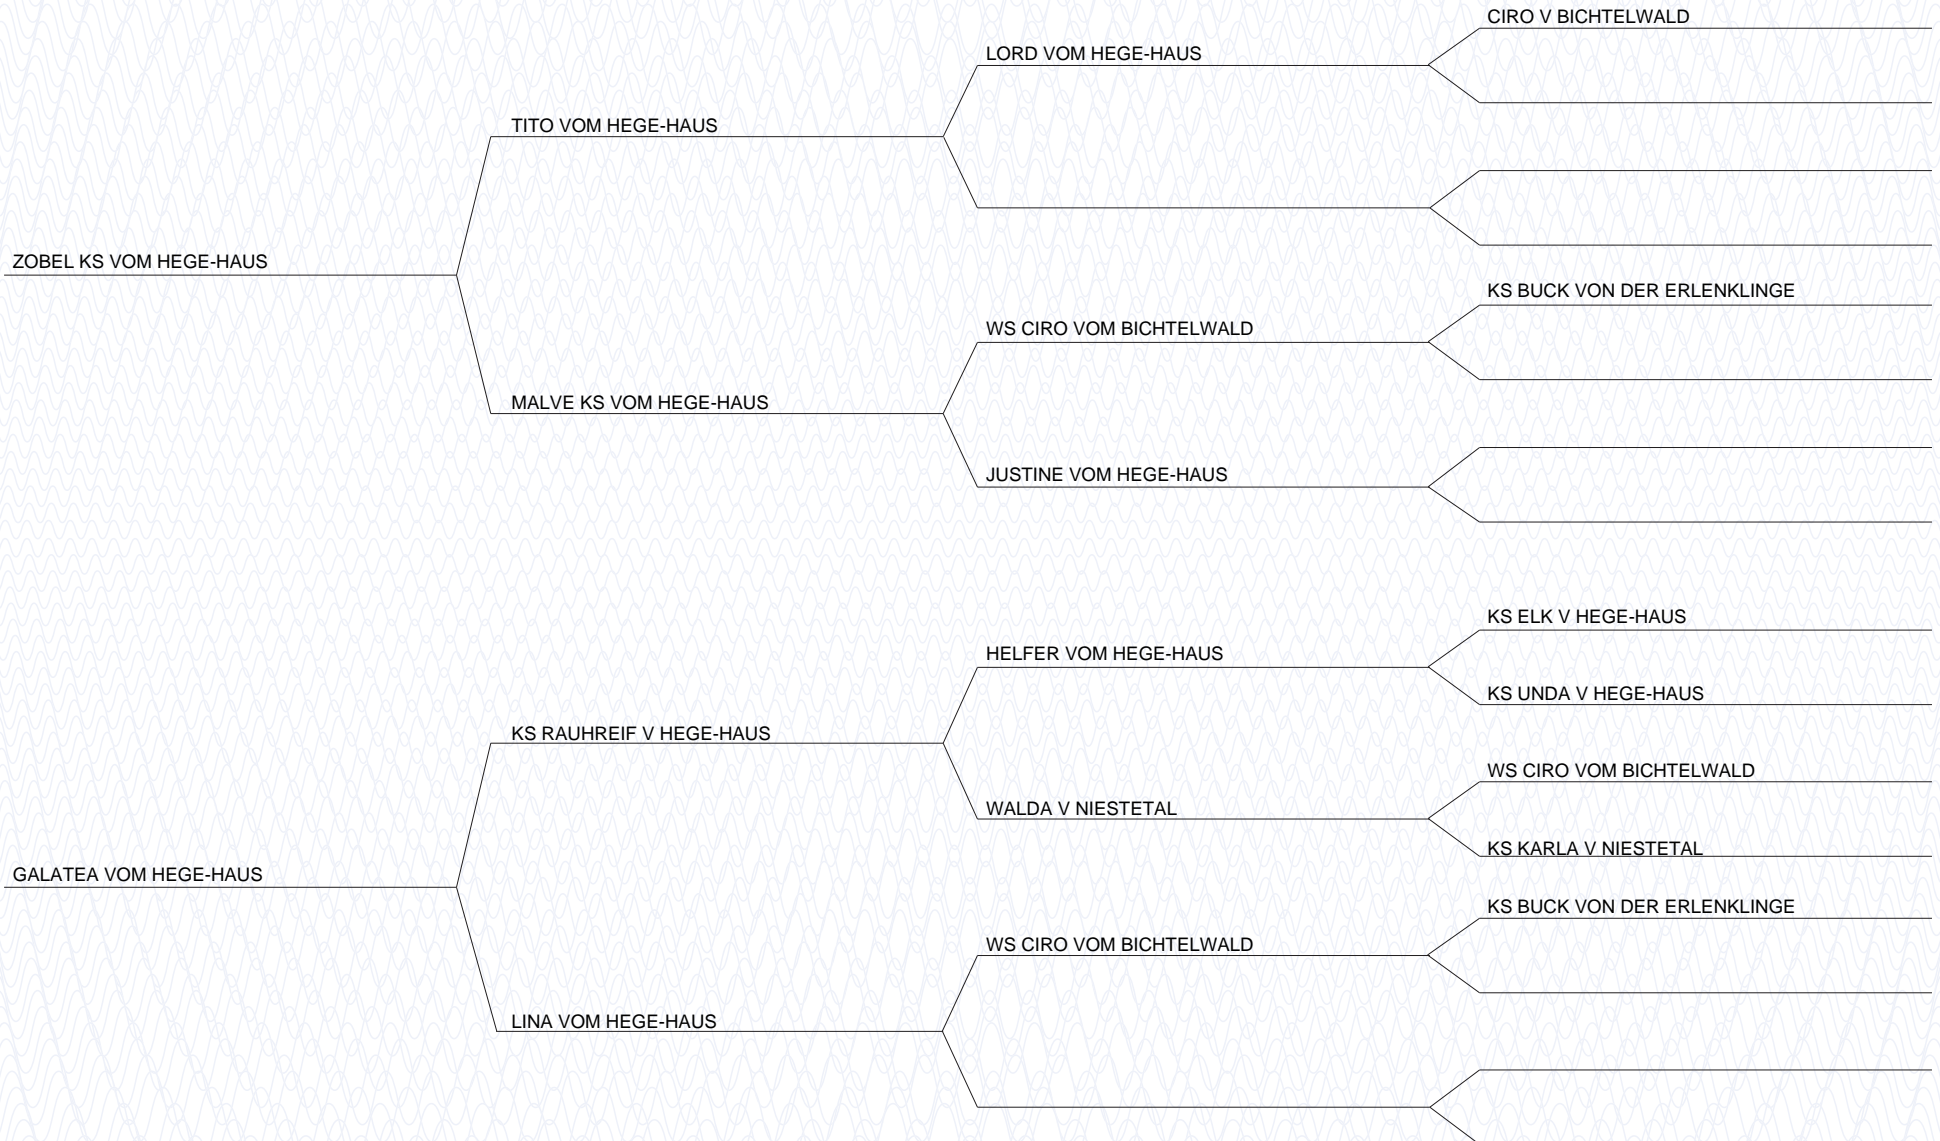 CIRO V BICHTELWALD
LORD VOM HEGE-HAUS
TITO VOM HEGE-HAUS
ZOBEL KS VOM HEGE-HAUS
KS BUCK VON DER ERLENKLINGE
WS CIRO VOM BICHTELWALD
MALVE KS VOM HEGE-HAUS
JUSTINE VOM HEGE-HAUS
KS ELK V HEGE-HAUS
HELFER VOM HEGE-HAUS
KS UNDA V HEGE-HAUS
KS RAUHREIF V HEGE-HAUS
WS CIRO VOM BICHTELWALD
WALDA V NIESTETAL
KS KARLA V NIESTETAL
GALATEA VOM HEGE-HAUS
KS BUCK VON DER ERLENKLINGE
WS CIRO VOM BICHTELWALD
LINA VOM HEGE-HAUS